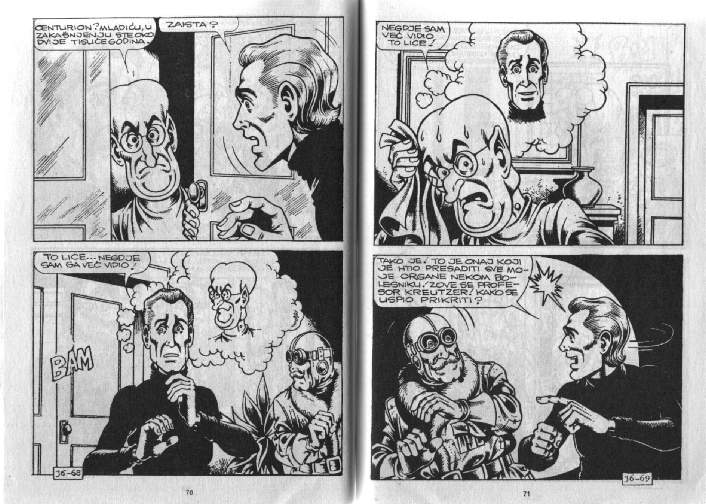 CENTURION? MLADIĆU, U
ZAKAŠNJENJU STE OKO
DVIJE TISUĆE GODINA.
ZAISTA?
TO LICE... NEGDJE
SAM GA VEĆ VIDIO!
BAM
36-68
70
NEGDJE SAM
VEĆ VIDIO
TO LICE!
TAKO JE! TO JE ONAJ KOJI
JE HTIO PRESADITI SVE MO-
JE ORGANE NEKOM BO-
LESNIKU! ZOVE SE PROFE-
SOR KREUTZER! KAKO SE
USPIO PRIKRITI?
36-69
71